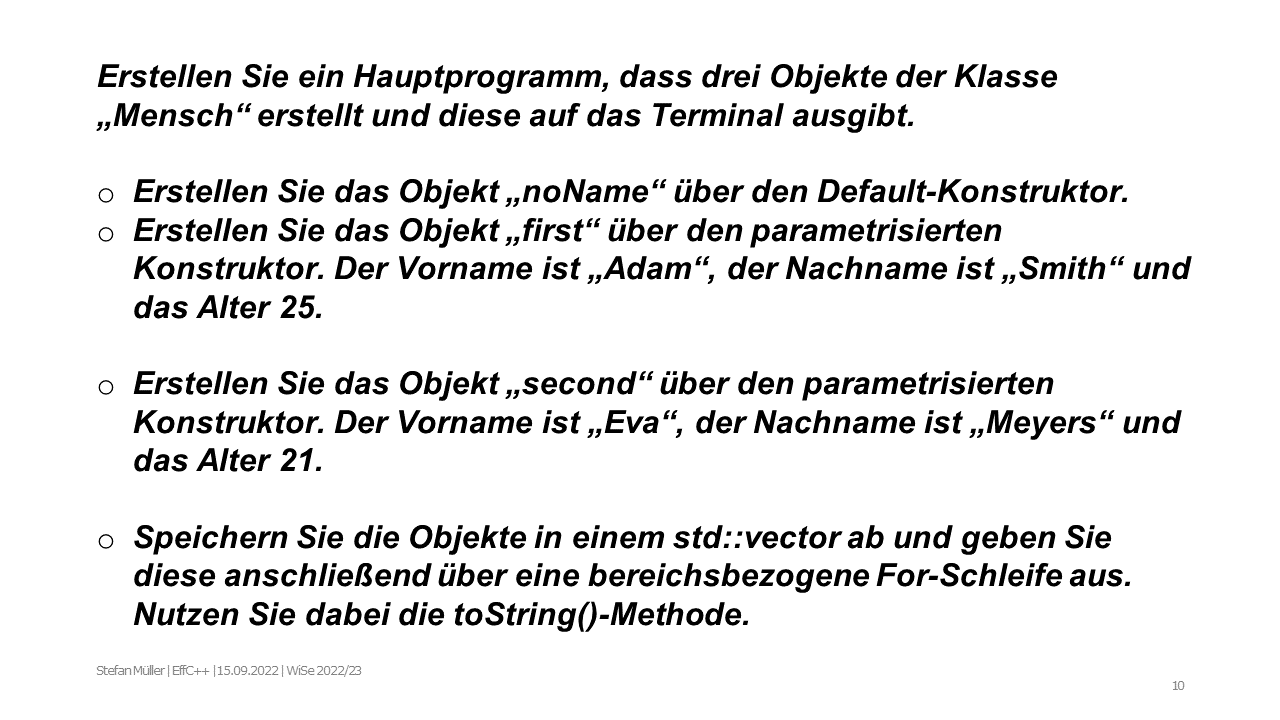 Erstellen Sie ein Hauptprogramm, dass drei Objekte der Klasse
„Mensch“ erstellt und diese auf das Terminal ausgibt.
o Erstellen Sie das Objekt „noName“ über den Default-Konstruktor.
o Erstellen Sie das Objekt „first“ über den parametrisierten
Konstruktor. Der Vorname ist „Adam“, der Nachname ist „Smith“ und
das Alter 25.
o Erstellen Sie das Objekt „second“ über den parametrisierten
Konstruktor. Der Vorname ist „Eva“, der Nachname ist „Meyers“ und
das Alter 21.
o Speichern Sie die Objekte in einem std::vector ab und geben Sie
diese anschließend über eine bereichsbezogene For-Schleife aus.
Nutzen Sie dabei die toString()-Methode.
Stefan Müller | EffC++ |15.09.2022 | WiSe 2022/23
10